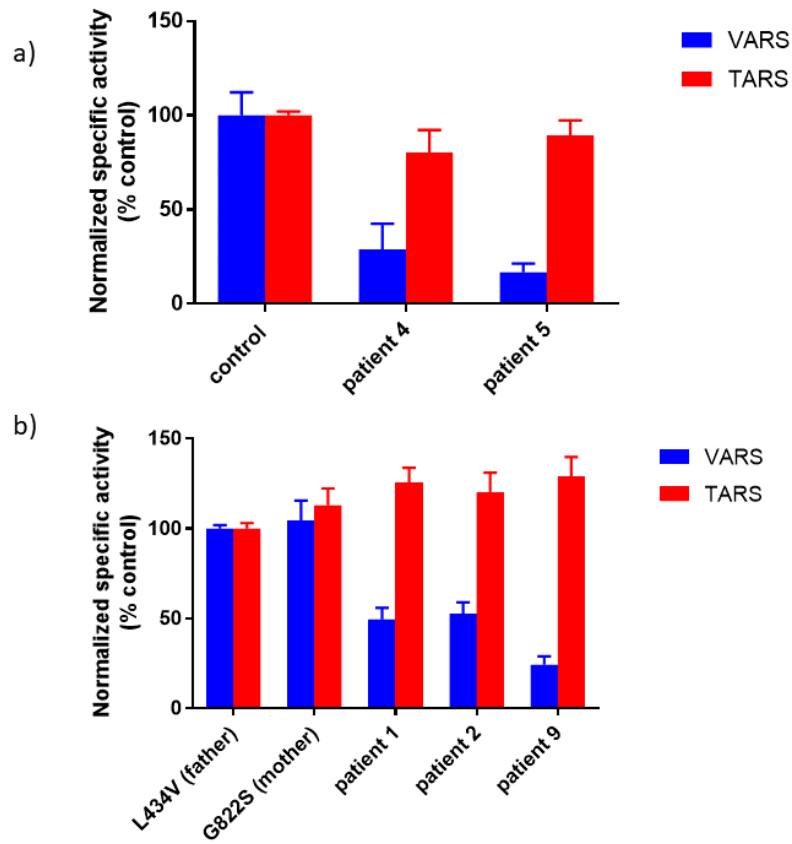 a)
Normalized specific activity
(% control)
150
100
50
0
control
patient 4
patient 5
VARS
TARS
b)
Normalized specific activity
(% control)
150
100
50
0
L434V (father)
G822S (mother)
patient 1
patient 2
patient 9
VARS
TARS